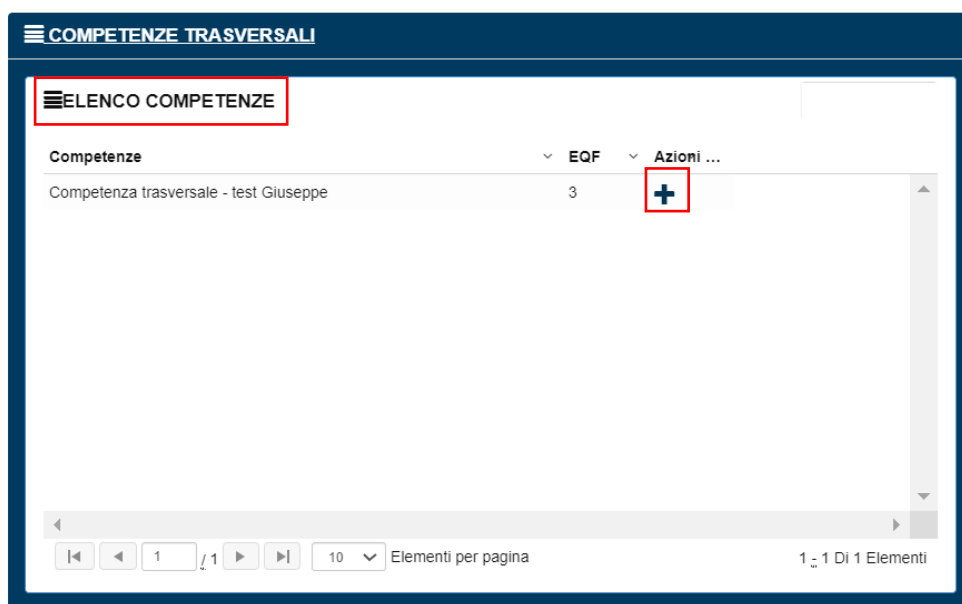 COMPETENZE TRASVERSALI
ELENCO COMPETENZE
Competenze EQF Azioni ...
Competenza trasversale - test Giuseppe 3
1 / 1 10 Elementi per pagina 1 - 1 Di 1 Elementi